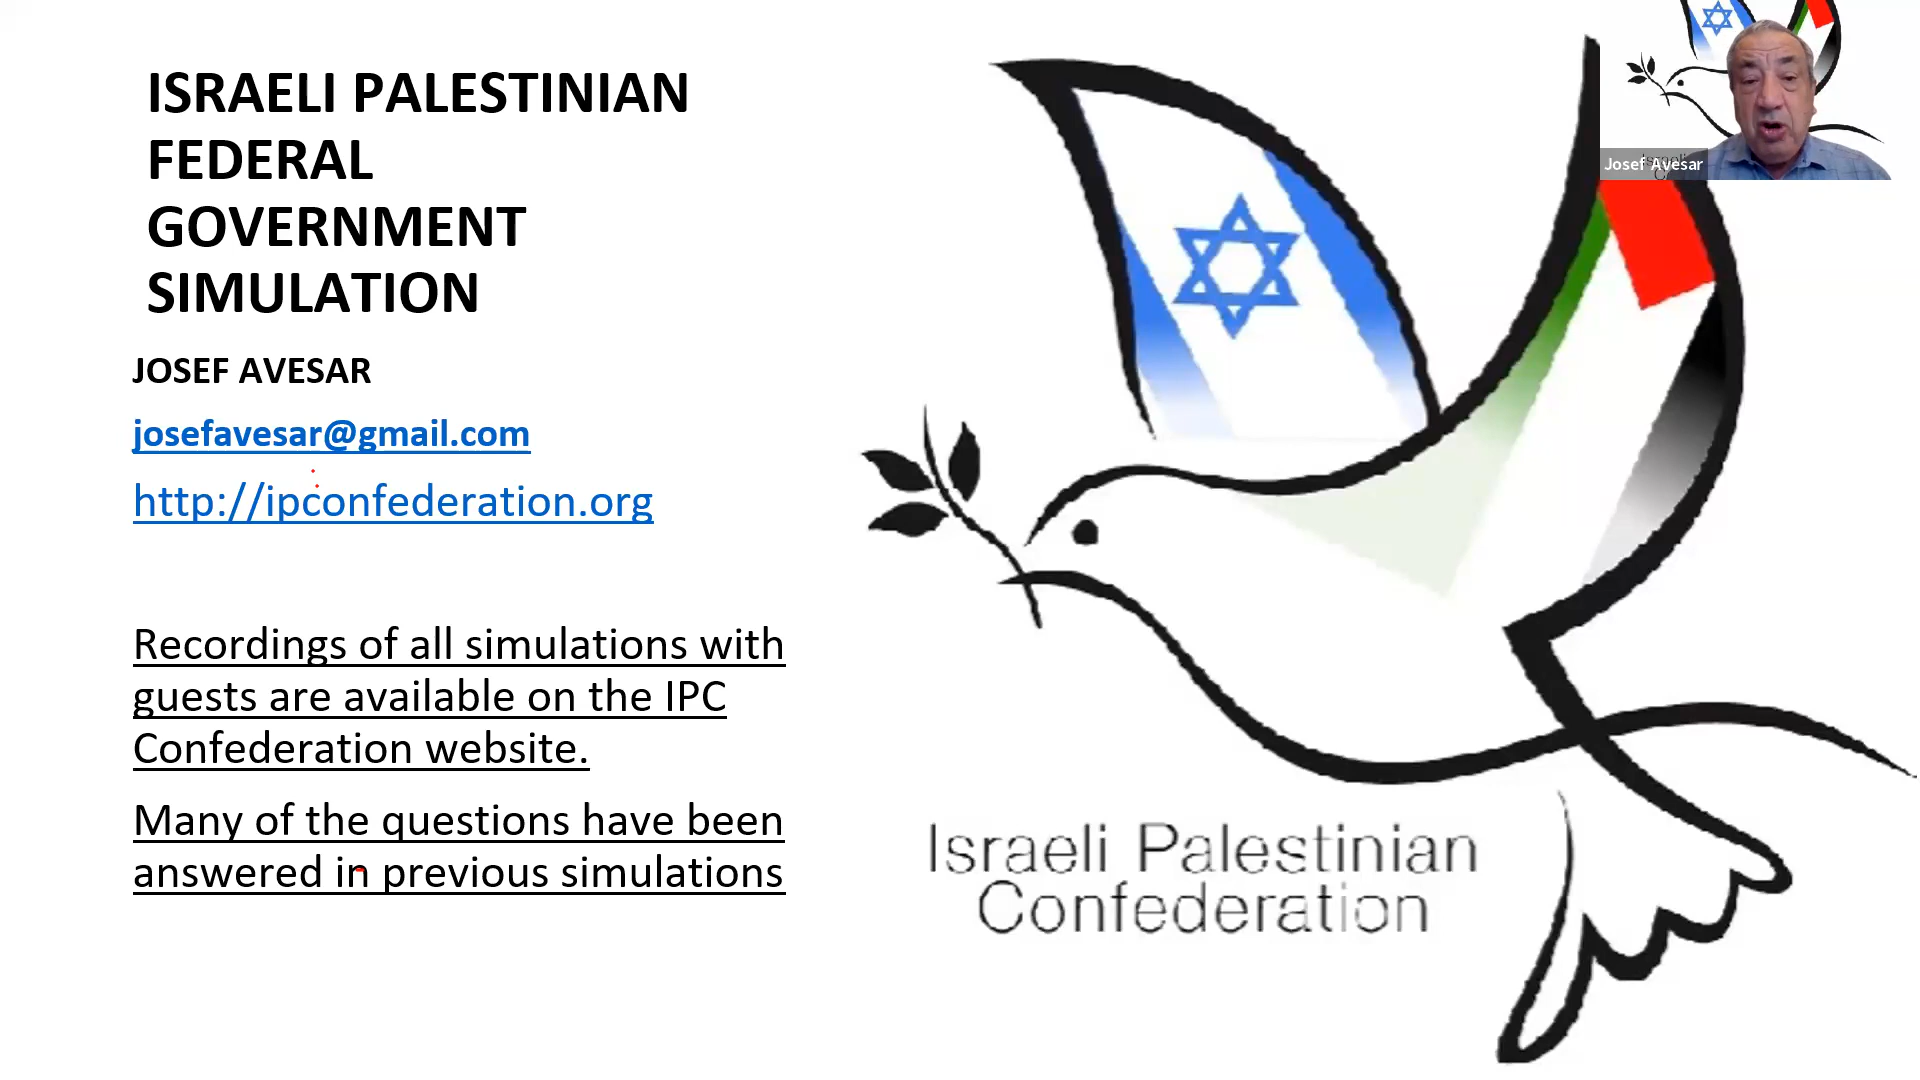 ISRAELI PALESTINIAN
FEDERAL
GOVERNMENT
SIMULATION
JOSEF AVESAR
josefavesar@gmail.com
http://ipconfederation.org
Recordings of all simulations with
guests are available on the IPC
Confederation website.
Many of the questions have been
answered in previous simulations
Israeli Palestinian
Confederation
Josef Avesar